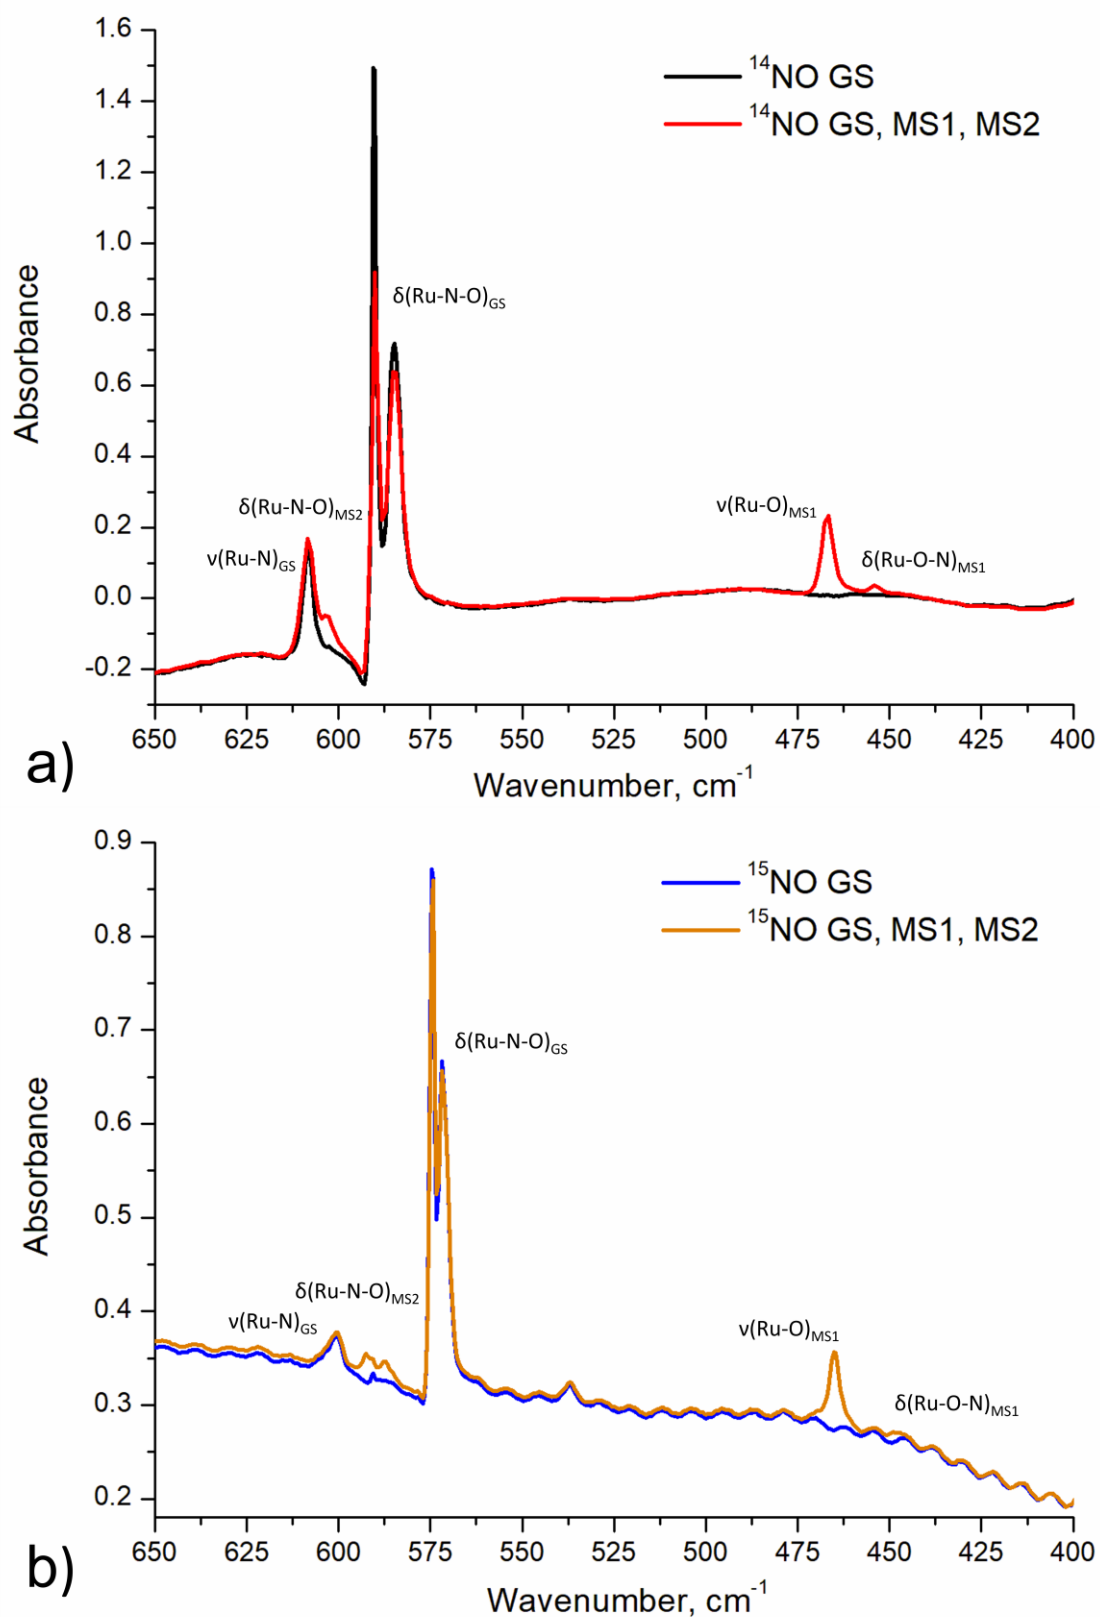 1.6
1.4
1.2
1.0
0.8
0.6
0.4
0.2
0.0
-0.2
Absorbance
¹⁴NO GS
¹⁴NO GS, MS1, MS2
δ(Ru-N-O)GS
δ(Ru-N-O)MS2
ν(Ru-N)GS
ν(Ru-O)MS1
δ(Ru-O-N)MS1
650 625 600 575 550 525 500 475 450 425 400
Wavenumber, cm⁻¹
a)
0.9
0.8
0.7
0.6
0.5
0.4
0.3
0.2
Absorbance
¹⁵NO GS
¹⁵NO GS, MS1, MS2
δ(Ru-N-O)GS
δ(Ru-N-O)MS2
ν(Ru-N)GS
ν(Ru-O)MS1
δ(Ru-O-N)MS1
650 625 600 575 550 525 500 475 450 425 400
Wavenumber, cm⁻¹
b)